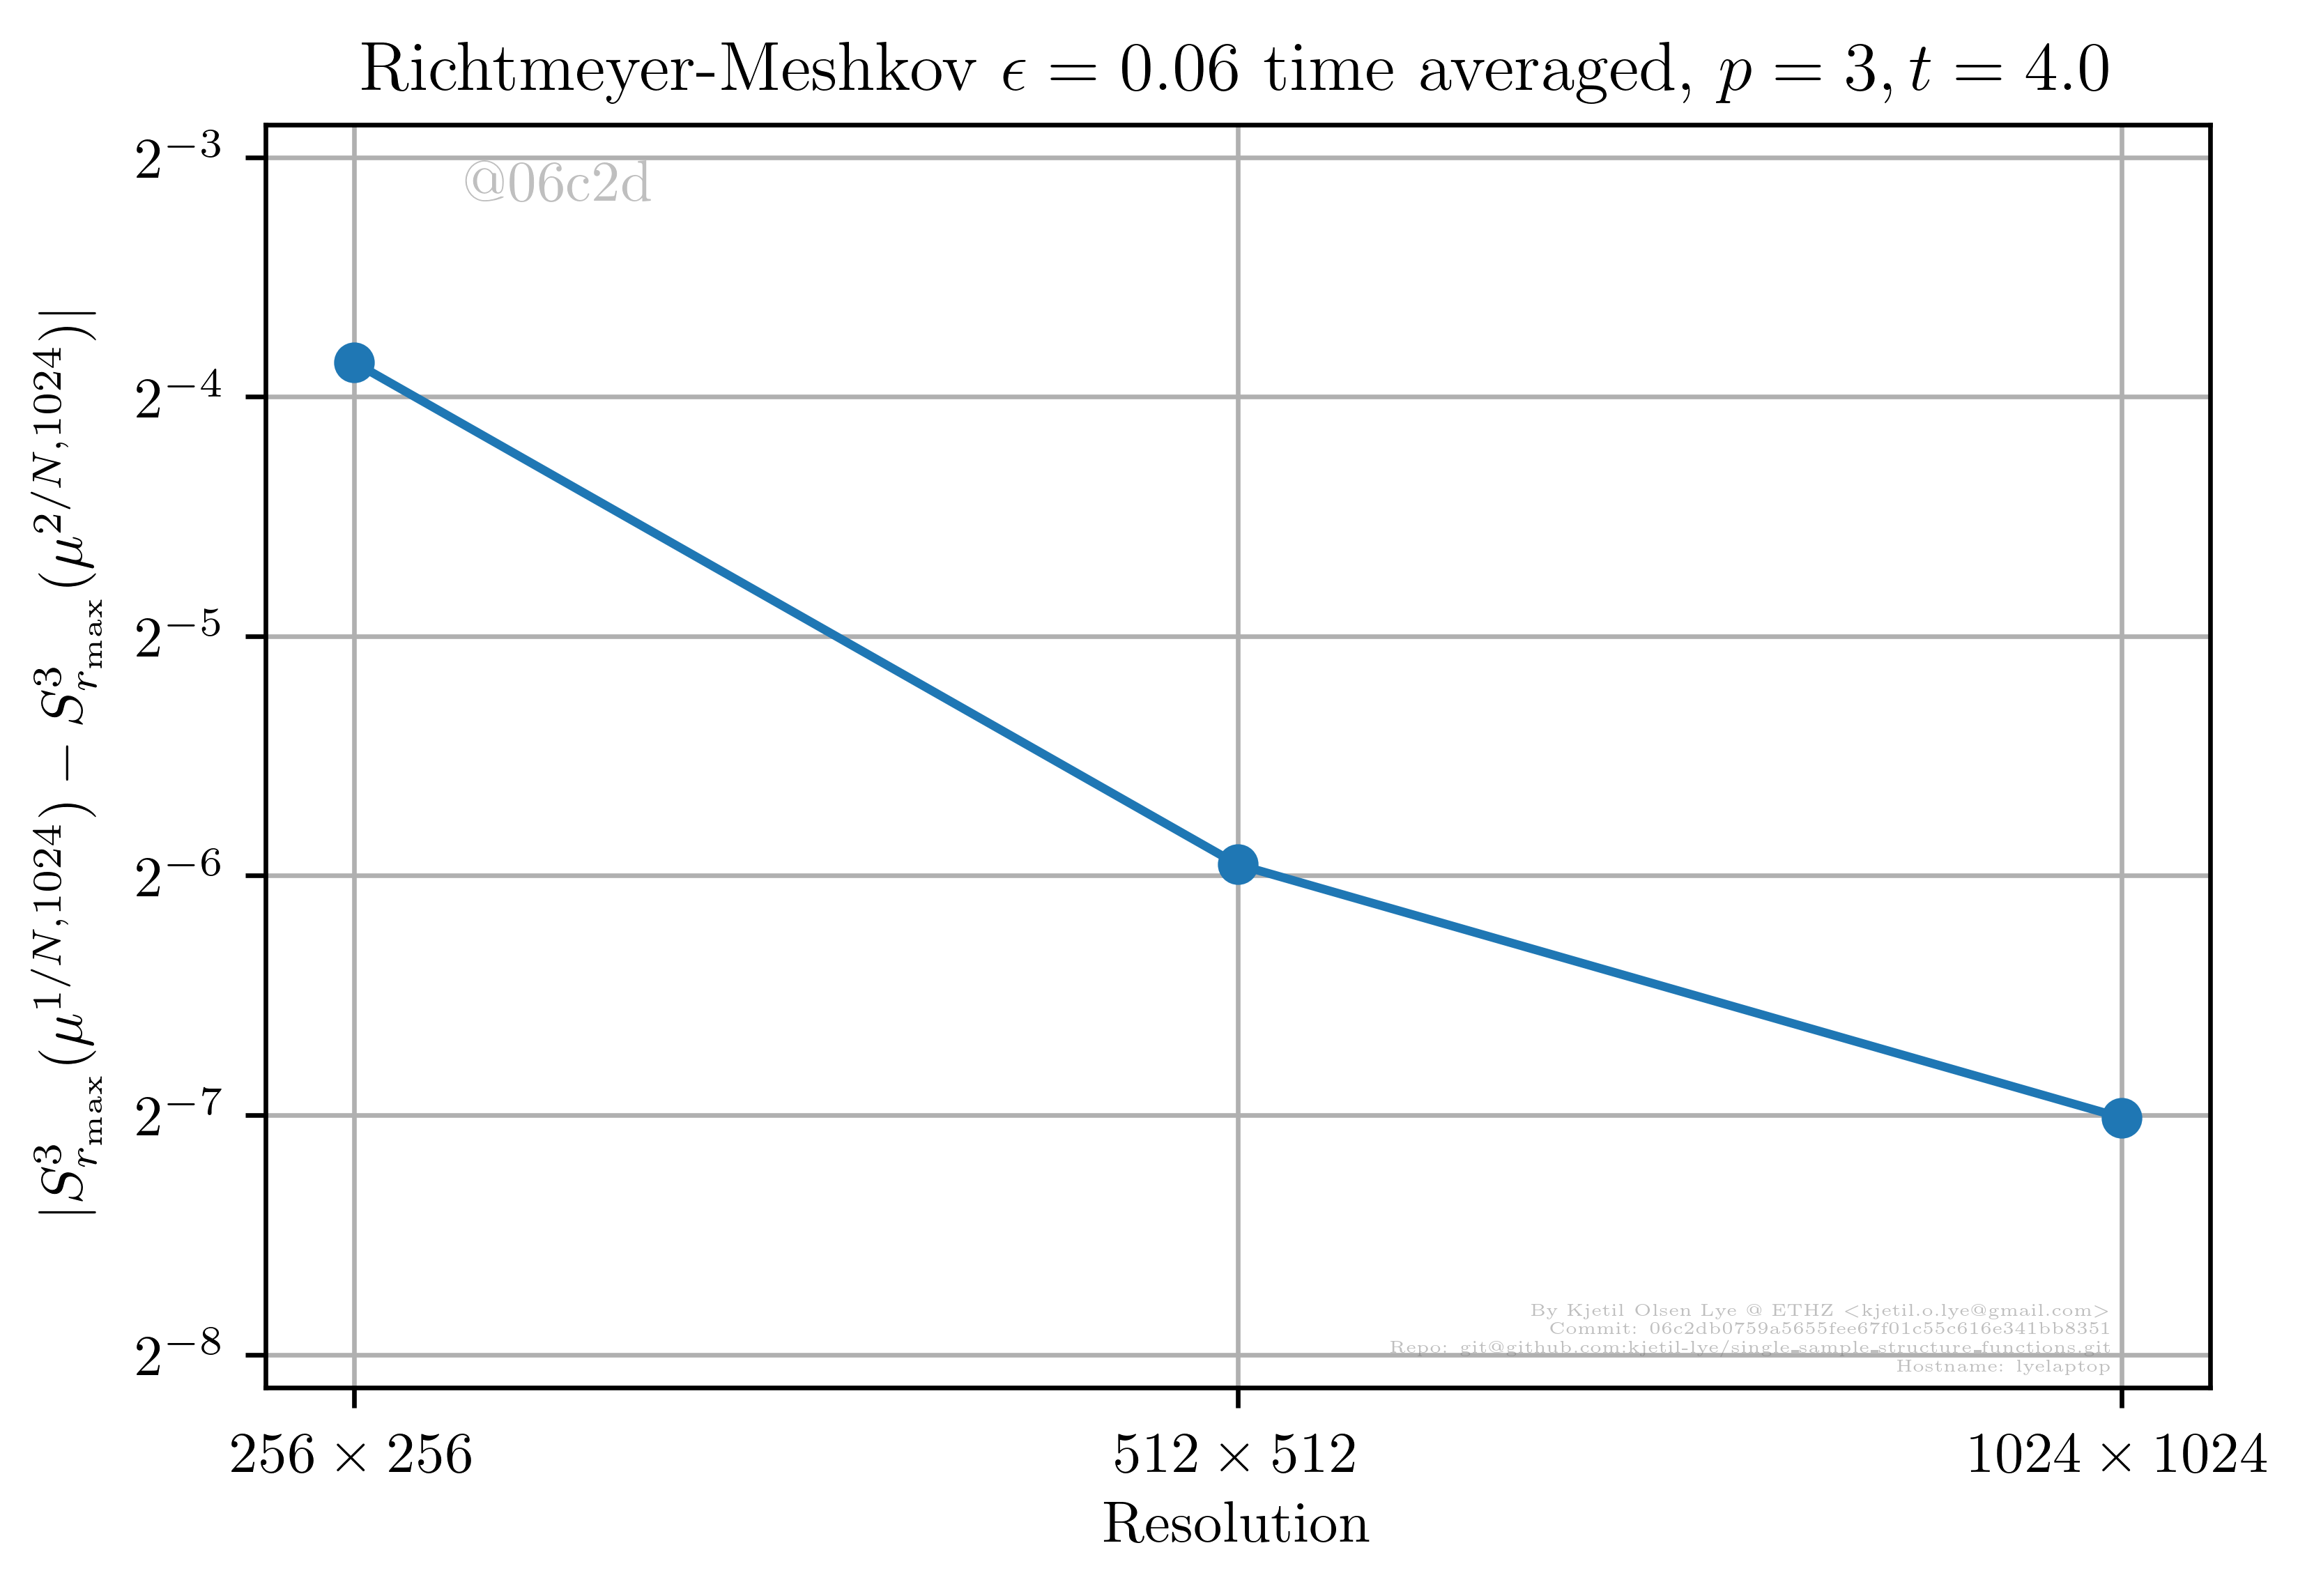 Richtmeyer-Meshkov ϵ = 0.06 time averaged, p = 3, t = 4.0
@06c2d
|S^3_{r_max}(μ^{1/N,1024}) − S^3_{r_max}(μ^{2/N,1024})|
2^{−3}
2^{−4}
2^{−5}
2^{−6}
2^{−7}
2^{−8}
By Kjetil Olsen Lye @ ETHZ <kjetil.o.lye@gmail.com>
Commit: 06c2db0759a5655fee67f01c55c616e341bb8351
Repo: git@github.com:kjetil-lye/single_sample_structure_functions.git
Hostname: lyelaptop
256 × 256
512 × 512
1024 × 1024
Resolution